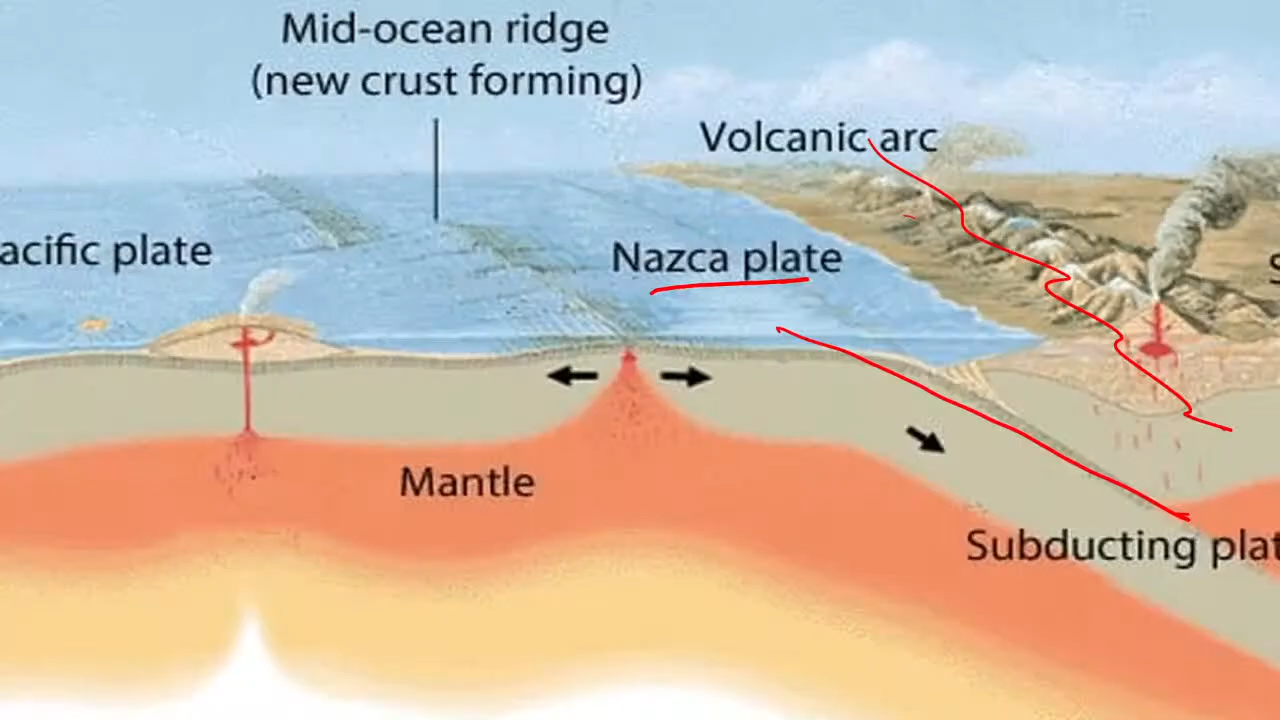 Mid-ocean ridge
(new crust forming)
Volcanic arc
acific plate
Nazca plate
S
Mantle
Subducting plat